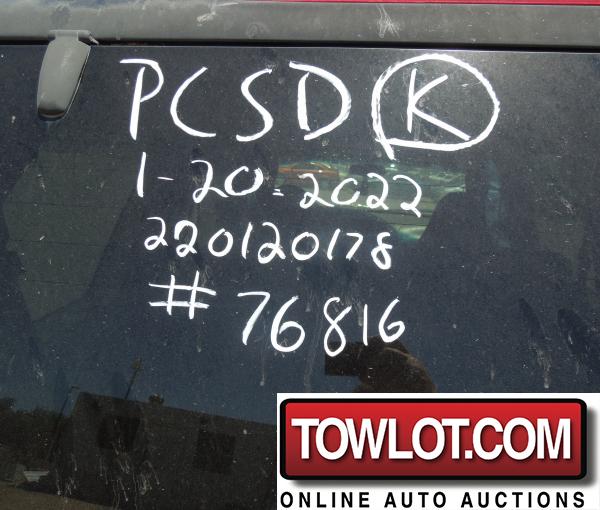 PCSD K
1-20-2022
220120178
# 76816
TOWLOT.COM
ONLINE AUTO AUCTIONS